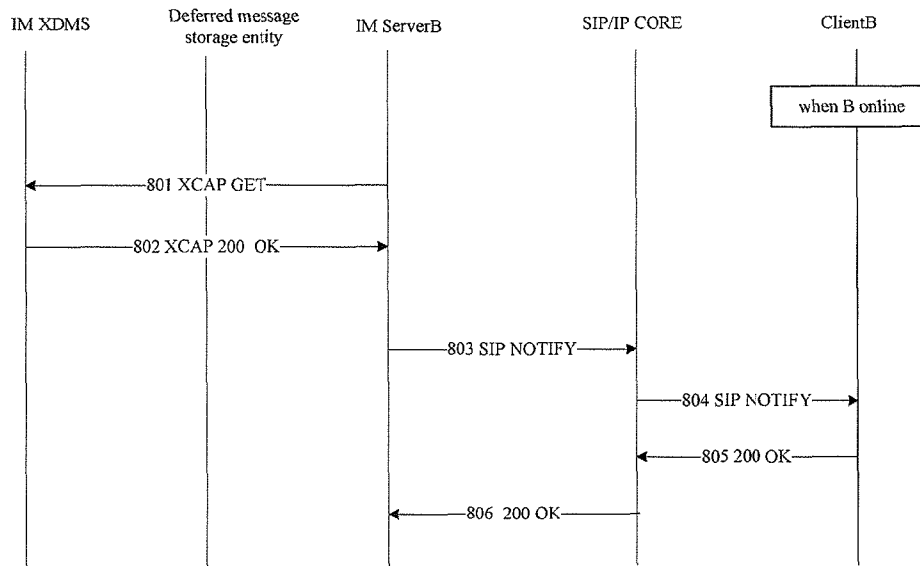 IM XDMS
Deferred message
storage entity
IM ServerB
SIP/IP CORE
ClientB
when B online
801 XCAP GET
802 XCAP 200 OK
803 SIP NOTIFY
804 SIP NOTIFY
805 200 OK
806 200 OK